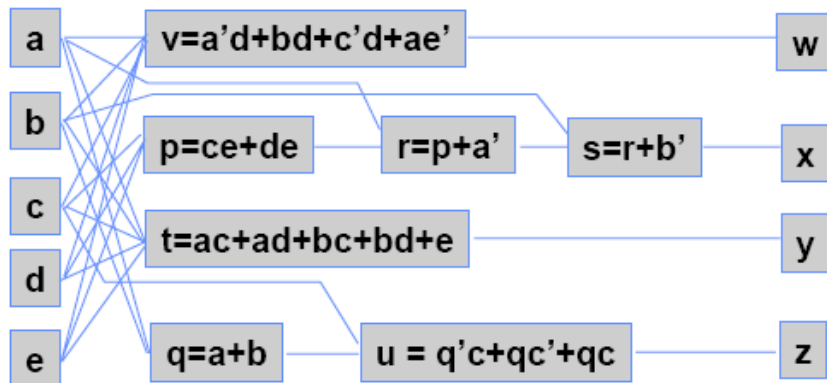 a
v=a’d+bd+c’d+ae’
w
b
p=ce+de
r=p+a’
s=r+b’
x
c
t=ac+ad+bc+bd+e
y
d
e
q=a+b
u = q’c+qc’+qc
z